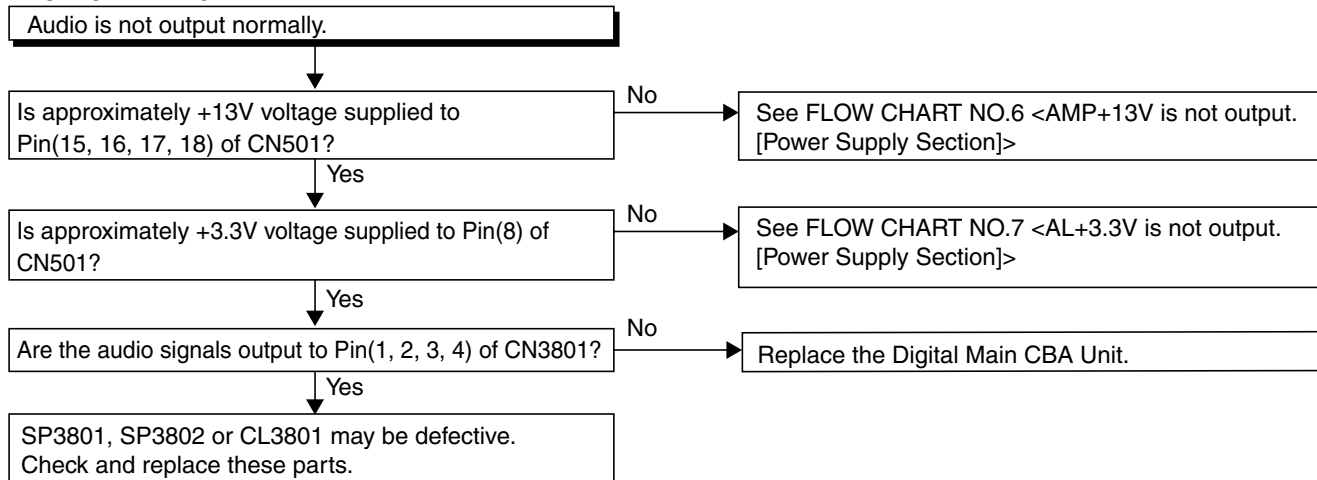 Audio is not output normally.
Is approximately +13V voltage supplied to
Pin(15, 16, 17, 18) of CN501?
No
See FLOW CHART NO.6 <AMP+13V is not output.
[Power Supply Section]>
Yes
Is approximately +3.3V voltage supplied to Pin(8) of
CN501?
No
See FLOW CHART NO.7 <AL+3.3V is not output.
[Power Supply Section]>
Yes
Are the audio signals output to Pin(1, 2, 3, 4) of CN3801?
No
Replace the Digital Main CBA Unit.
Yes
SP3801, SP3802 or CL3801 may be defective.
Check and replace these parts.